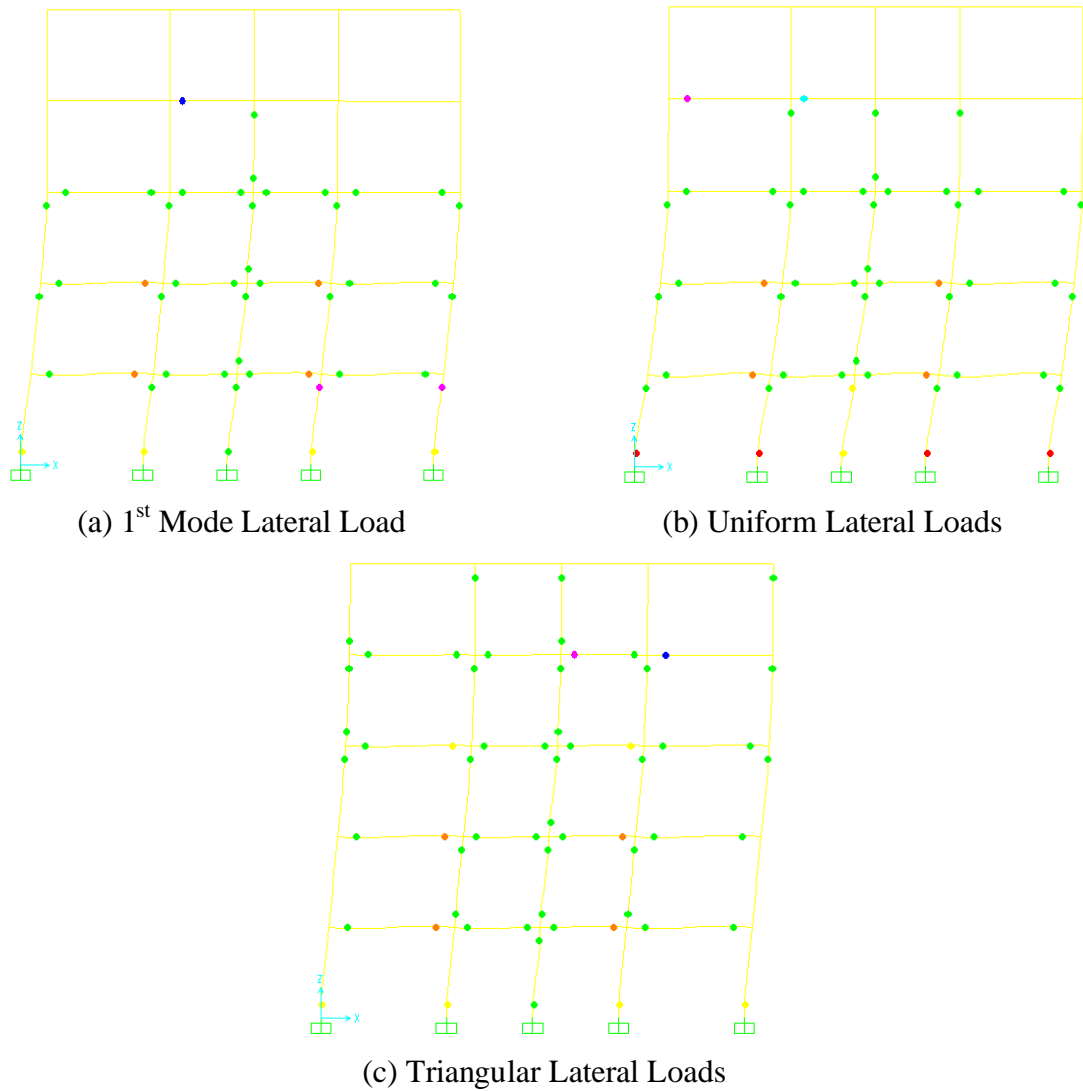 Z
X
Z
X
(a) 1st Mode Lateral Load
(b) Uniform Lateral Loads
Z
X
(c) Triangular Lateral Loads